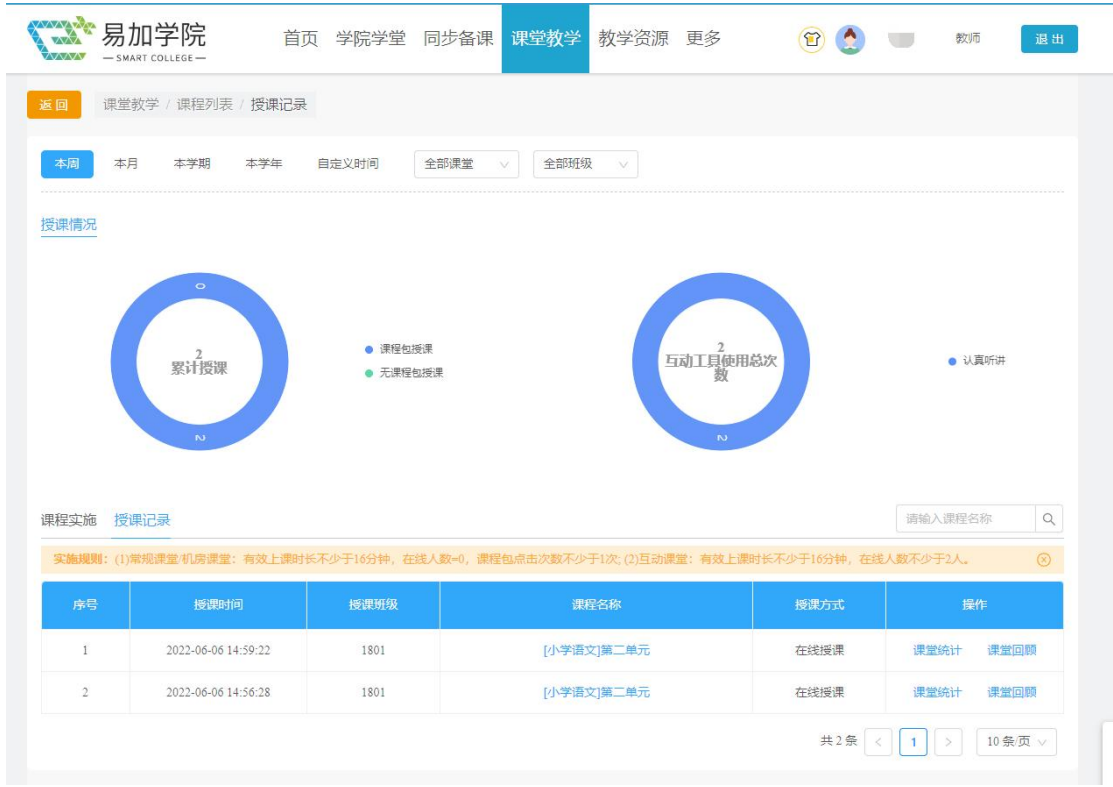 易加学院
SMART COLLEGE
首页 学院学堂 同步备课 课堂教学 教学资源 更多 教师 退出
返回 课堂教学 / 课程列表 / 授课记录
本周 本月 本学期 本学年 自定义时间 全部课堂 全部班级
授课情况
0
2
累计授课
2
课程包授课
无课程包授课
2
互动工具使用总次
数
2
认真听讲
课程实施 授课记录 请输入课程名称
实施规则：(1)常规课堂/机房课堂：有效上课时长不少于16分钟，在线人数=0，课程包点击次数不少于1次; (2)互动课堂：有效上课时长不少于16分钟，在线人数不少于2人。
序号 授课时间 授课班级 课程名称 授课方式 操作
1 2022-06-06 14:59:22 1801 [小学语文]第二单元 在线授课 课堂统计 课堂回顾
2 2022-06-06 14:56:28 1801 [小学语文]第二单元 在线授课 课堂统计 课堂回顾
共 2 条 < 1 > 10 条/页